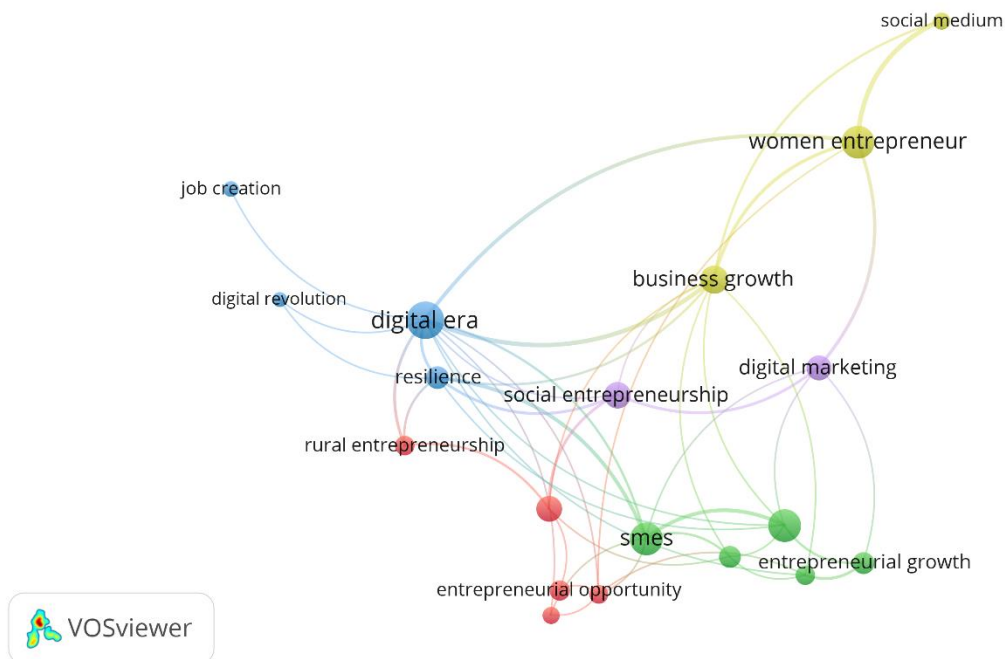 social medium
women entrepreneur
job creation
business growth
digital revolution
digital era
digital marketing
resilience
social entrepreneurship
rural entrepreneurship
smes
entrepreneurial growth
entrepreneurial opportunity
VOSviewer